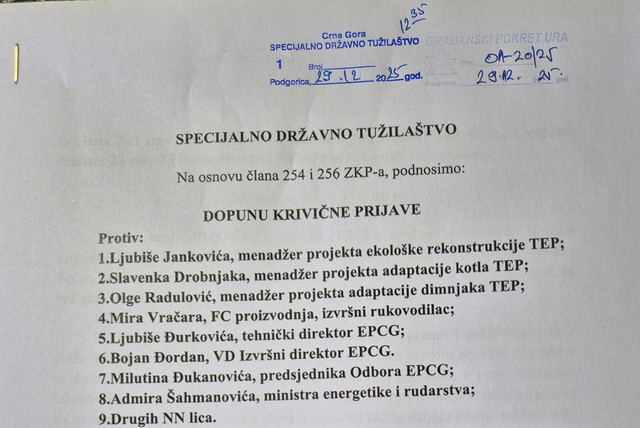 12 35
Crna Gora
SPECIJALNO DRŽAVNO TUŽILAŠTVO
1 Broj
Podgorica, 29.12 2025 god.
GRAĐANSKI POKRET URA
01-20/25
29.12. 25.
SPECIJALNO DRŽAVNO TUŽILAŠTVO
Na osnovu člana 254 i 256 ZKP-a, podnosimo:
DOPUNU KRIVIČNE PRIJAVE
Protiv:
1.Ljubiše Jankovića, menadžer projekta ekološke rekonstrukcije TEP;
2.Slavenka Drobnjaka, menadžer projekta adaptacije kotla TEP;
3.Olge Radulović, menadžer projekta adaptacije dimnjaka TEP;
4.Mira Vračara, FC proizvodnja, izvršni rukovodilac;
5.Ljubiše Đurkovića, tehnički direktor EPCG;
6.Bojan Đordan, VD Izvršni direktor EPCG.
7.Milutina Đukanovića, predsjednika Odbora EPCG;
8.Admira Šahmanovića, ministra energetike i rudarstva;
9.Drugih NN lica.